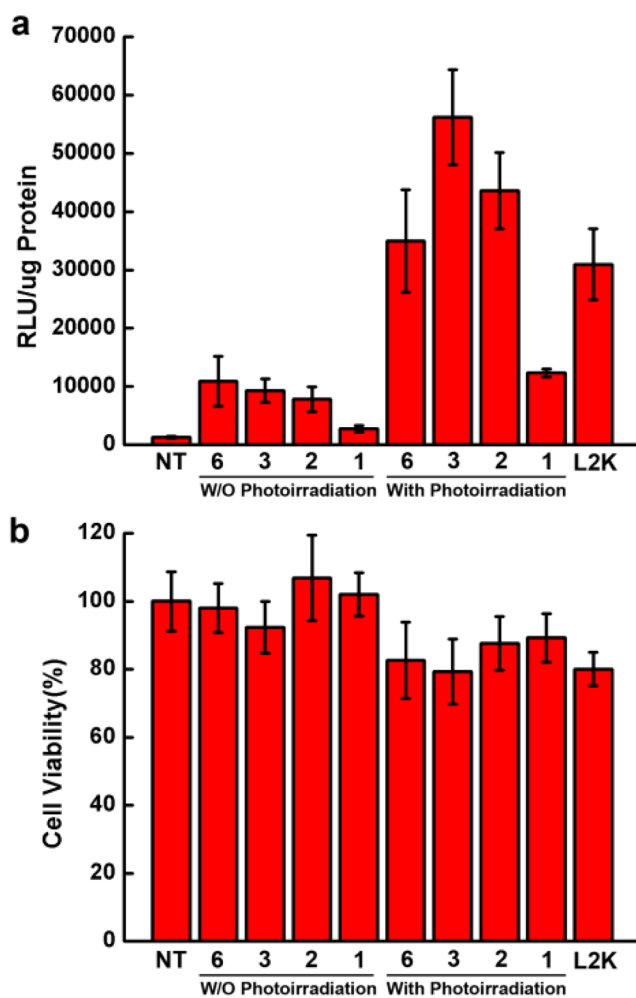 a
70000
60000
50000
40000
30000
20000
10000
0
RLU/ug Protein
NT 6 3 2 1 6 3 2 1 L2K
W/O Photoirradiation With Photoirradiation
b
120
100
80
60
40
20
0
Cell Viability(%)
NT 6 3 2 1 6 3 2 1 L2K
W/O Photoirradiation With Photoirradiation